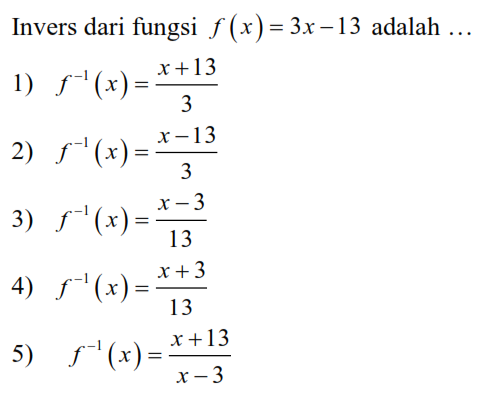 Invers dari fungsi f(x) = 3x − 13 adalah …
1) f⁻¹(x) = (x + 13)/3
2) f⁻¹(x) = (x − 13)/3
3) f⁻¹(x) = (x − 3)/13
4) f⁻¹(x) = (x + 3)/13
5) f⁻¹(x) = (x + 13)/(x − 3)